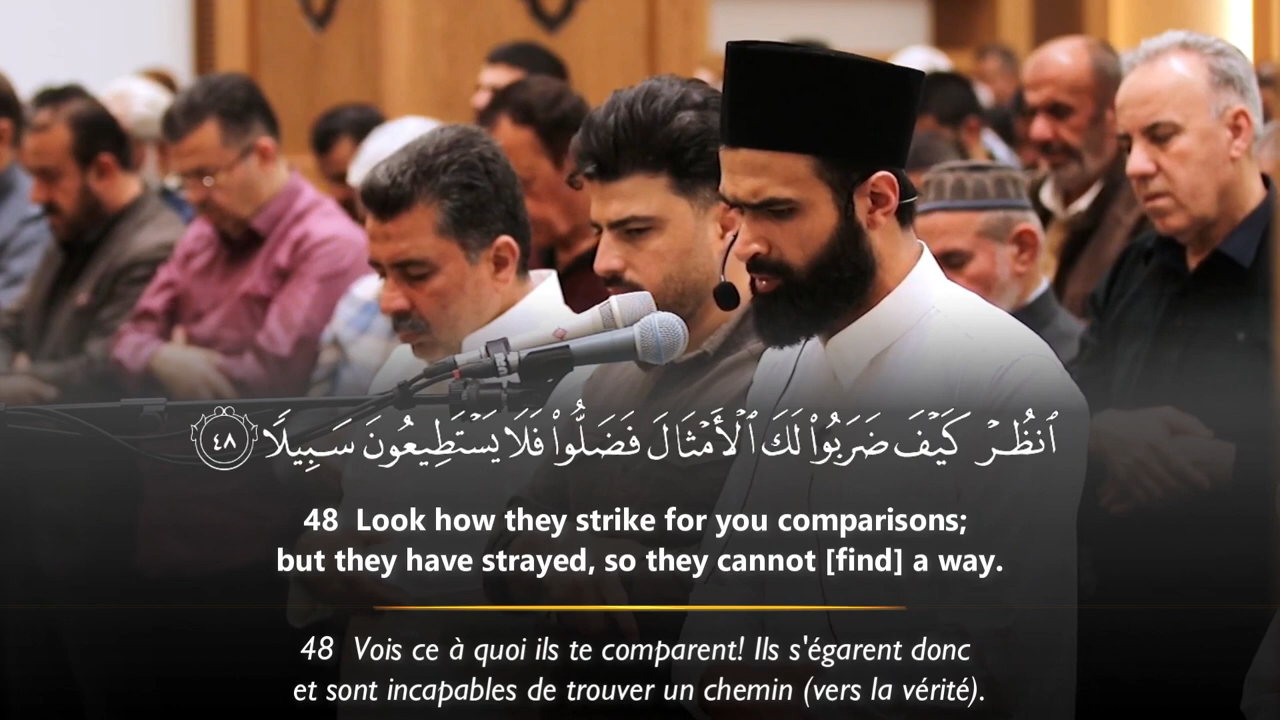 ٱنظُرۡ كَيۡفَ ضَرَبُواْ لَكَ ٱلۡأَمۡثَالَ فَضَلُّواْ فَلَا يَسۡتَطِيعُونَ سَبِيلٗا ٤٨
48 Look how they strike for you comparisons;
but they have strayed, so they cannot [find] a way.
48 Vois ce à quoi ils te comparent! Ils s'égarent donc
et sont incapables de trouver un chemin (vers la vérité).